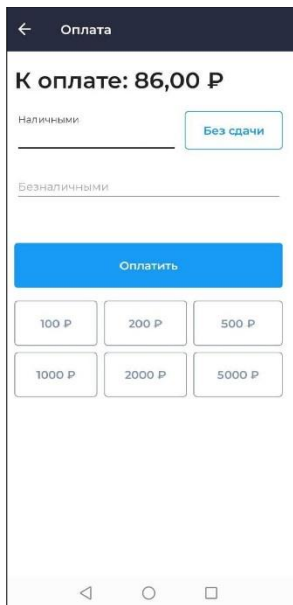 Оплата
К оплате: 86,00 ₽
Наличными
Без сдачи
Безналичными
Оплатить
100 ₽ 200 ₽ 500 ₽
1000 ₽ 2000 ₽ 5000 ₽